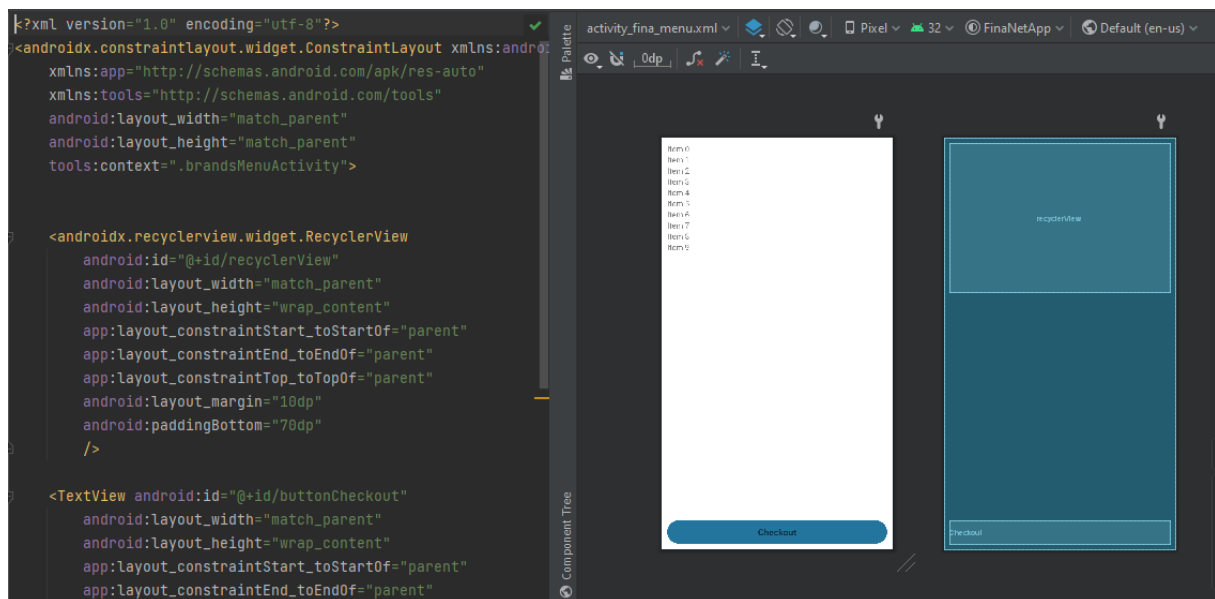 <?xml version="1.0" encoding="utf-8"?>
<androidx.constraintlayout.widget.ConstraintLayout xmlns:androi
xmlns:app="http://schemas.android.com/apk/res-auto"
xmlns:tools="http://schemas.android.com/tools"
android:layout_width="match_parent"
android:layout_height="match_parent"
tools:context=".brandsMenuActivity">
<androidx.recyclerview.widget.RecyclerView
android:id="@+id/recyclerView"
android:layout_width="match_parent"
android:layout_height="wrap_content"
app:layout_constraintStart_toStartOf="parent"
app:layout_constraintEnd_toEndOf="parent"
app:layout_constraintTop_toTopOf="parent"
android:layout_margin="10dp"
android:paddingBottom="70dp"
/>
<TextView android:id="@+id/buttonCheckout"
android:layout_width="match_parent"
android:layout_height="wrap_content"
app:layout_constraintStart_toStartOf="parent"
app:layout_constraintEnd_toEndOf="parent"
Palette
Component Tree
activity_fina_menu.xml Pixel 32 FinaNetApp Default (en-us)
0dp
Item 0
Item 1
Item 2
Item 3
Item 4
Item 5
Item 6
Item 7
Item 8
Item 9
Checkout
recyclerView
Checkout